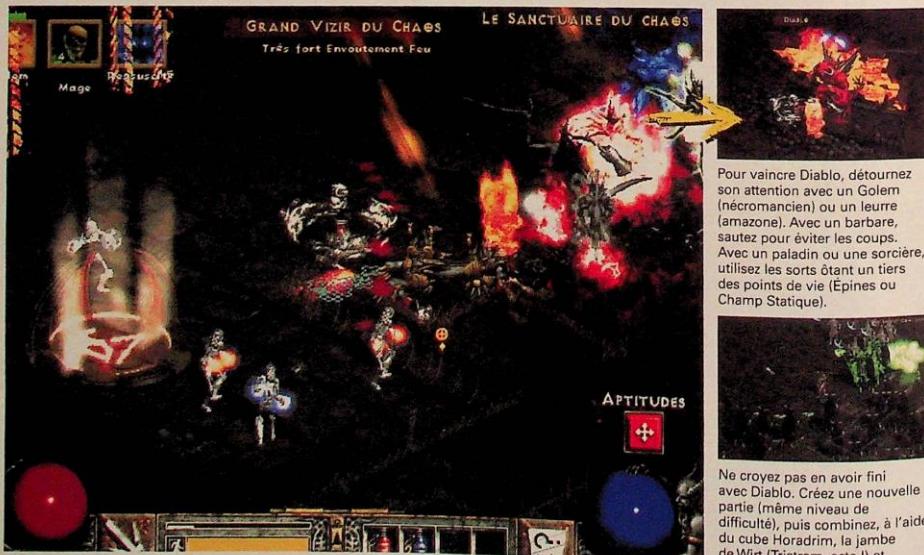 GRAND VIZIR DU CHAOS
Très fort Envoutement Feu
LE SANCTUAIRE DU CHAOS
4
Mage
Ressuscité
APTITUDES
Diablo
Pour vaincre Diablo, détournez
son attention avec un Golem
(nécromancien) ou un leurre
(amazone). Avec un barbare,
sautez pour éviter les coups.
Avec un paladin ou une sorcière,
utilisez les sorts ôtant un tiers
des points de vie (Épines ou
Champ Statique).
Ne croyez pas en avoir fini
avec Diablo. Créez une nouvelle
partie (même niveau de
difficulté), puis combinez, à l'aide
du cube Horadrim, la jambe
de Wirt (Tristram, acte I) et